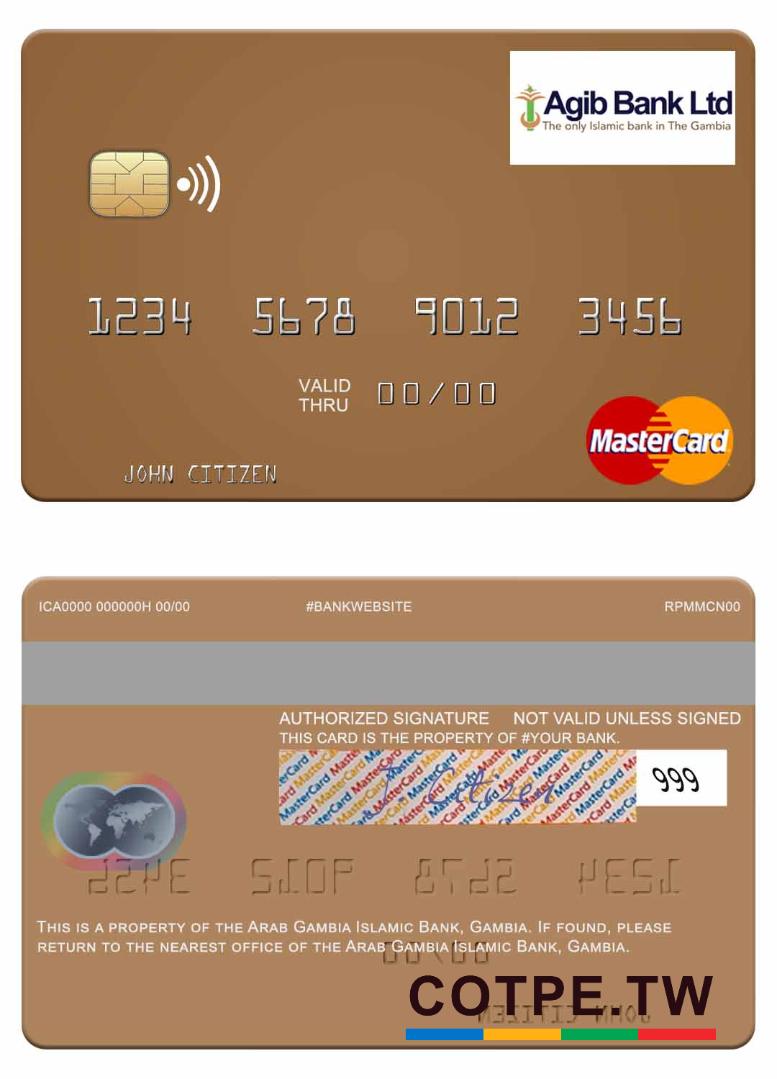 Agib Bank Ltd
The only Islamic bank in The Gambia
1234 5678 9012 3456
VALID THRU 00/00
MasterCard
JOHN CITIZEN
ICA0000 000000H 00/00 #BANKWEBSITE RPMMCN00
AUTHORIZED SIGNATURE NOT VALID UNLESS SIGNED
THIS CARD IS THE PROPERTY OF #YOUR BANK.
J. Citizen 999
THIS IS A PROPERTY OF THE ARAB GAMBIA ISLAMIC BANK, GAMBIA. IF FOUND, PLEASE
RETURN TO THE NEAREST OFFICE OF THE ARAB GAMBIA ISLAMIC BANK, GAMBIA.
COTPE.TW